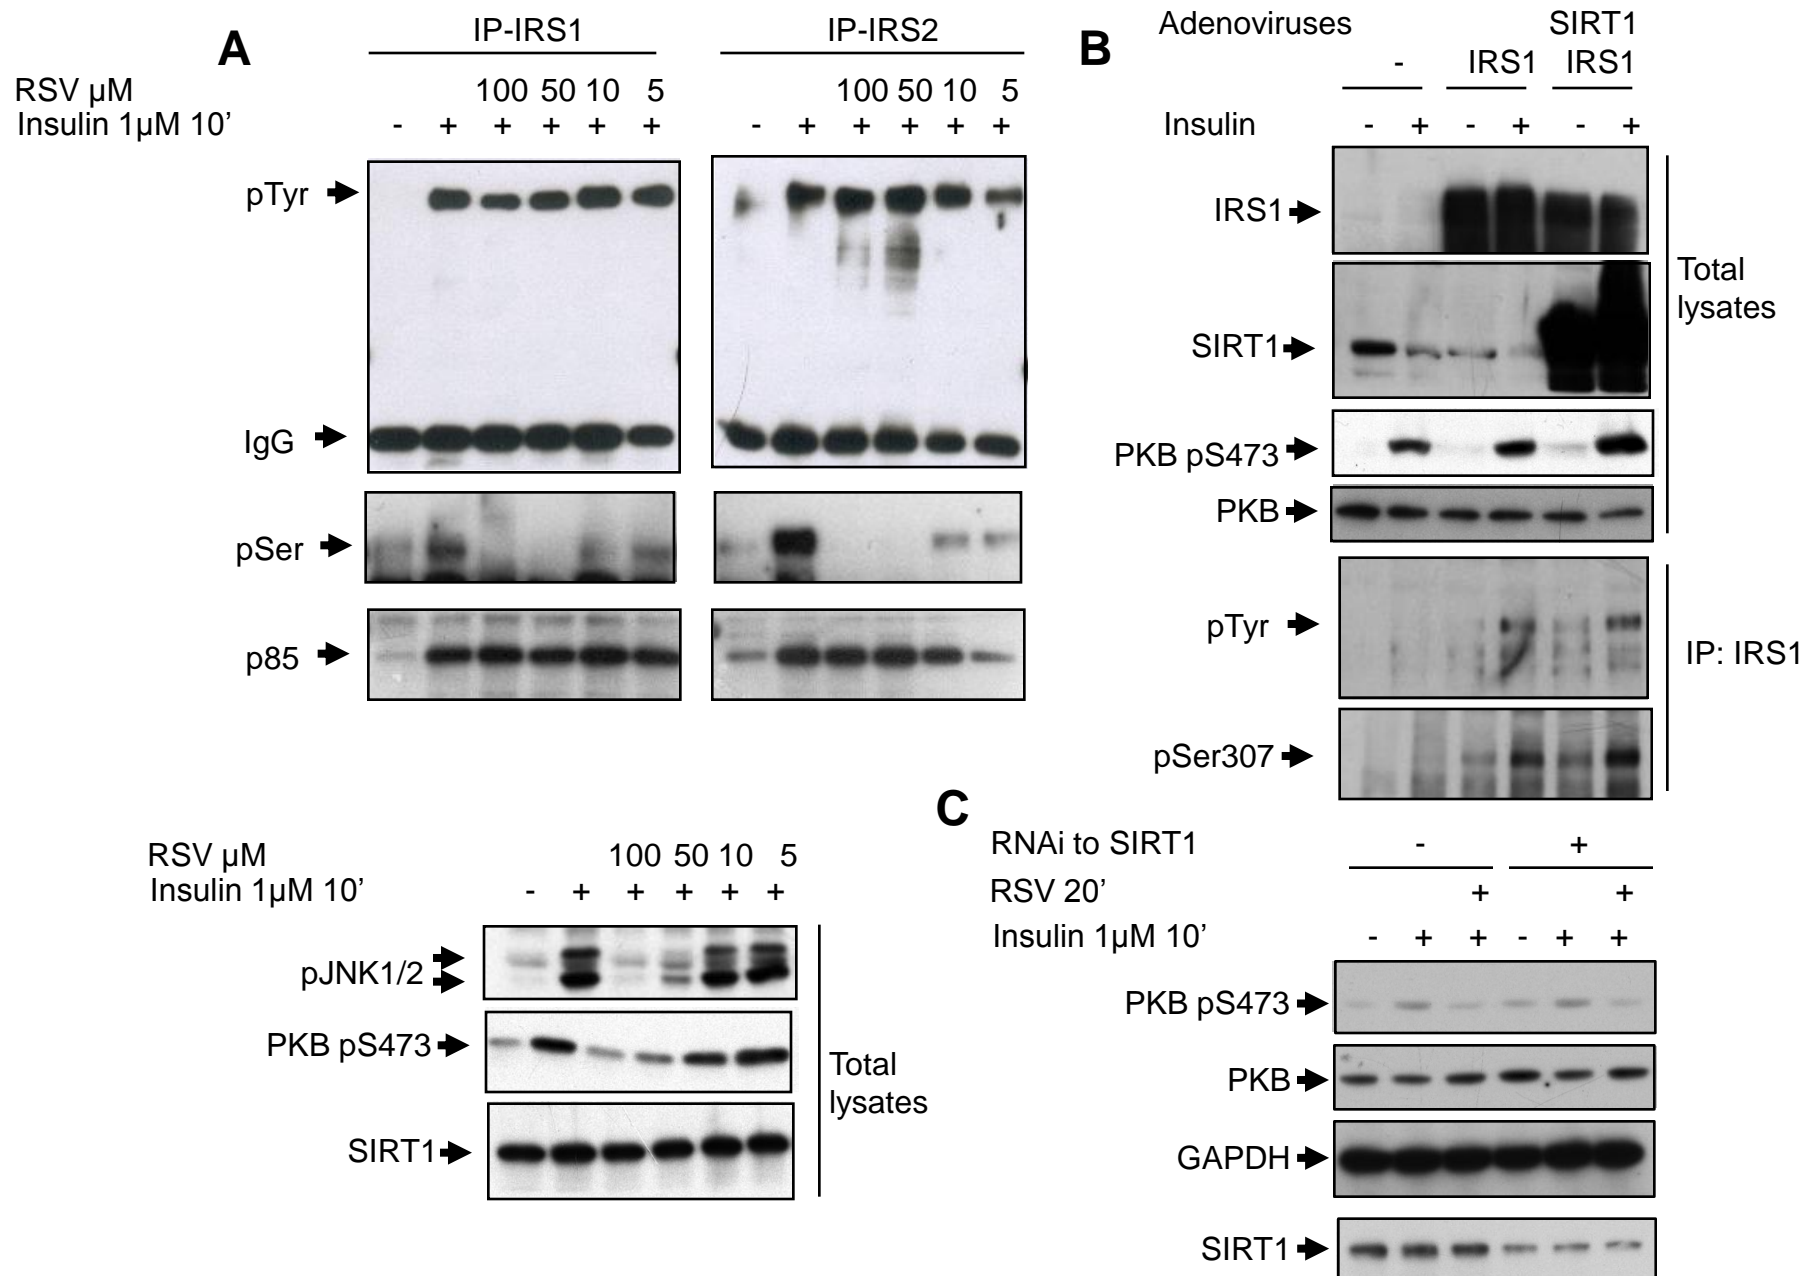 A
IP-IRS1 IP-IRS2
RSV µM 100 50 10 5 100 50 10 5
Insulin 1µM 10’ - + + + + + - + + + + +
pTyr
IgG
pSer
p85
RSV µM 100 50 10 5
Insulin 1µM 10’ - + + + + +
pJNK1/2
PKB pS473
SIRT1
Total
lysates
B
Adenoviruses SIRT1
- IRS1 IRS1
Insulin - + - + - +
IRS1
SIRT1
PKB pS473
PKB
Total
lysates
pTyr
pSer307
IP: IRS1
C
RNAi to SIRT1 - +
RSV 20’ + +
Insulin 1µM 10’ - + + - + +
PKB pS473
PKB
GAPDH
SIRT1